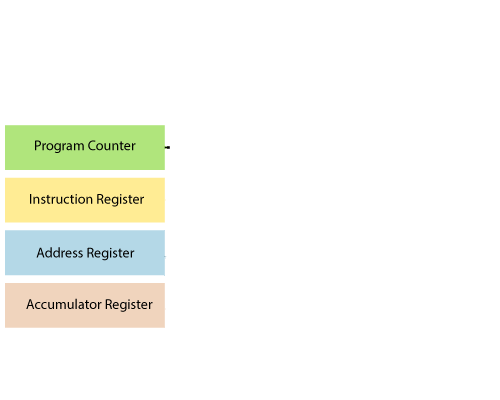 Program Counter
Instruction Register
Address Register
Accumulator Register